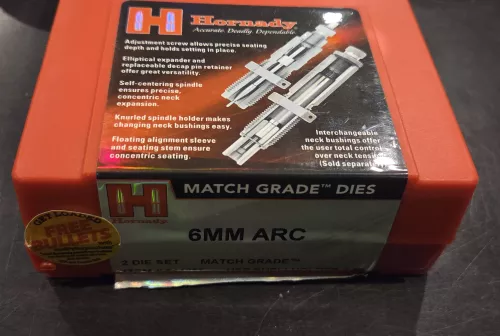 H Hornady
Accurate. Deadly. Dependable.
Adjustment screw allows precise seating
depth and holds setting in place.
Elliptical expander and
replaceable decap pin retainer
offer great versatility.
Self-centering spindle
ensures precise,
concentric neck
expansion.
Knurled spindle holder makes
changing neck bushings easy.
Floating alignment sleeve
and seating stem ensure
concentric seating.
Interchangeable
neck bushings offer
the user total control
over neck tension
(Sold separat
H
Hornady
MATCH GRADE™ DIES
FREE
BULLETS
6MM ARC
2 DIE SET MATCH GRADE™